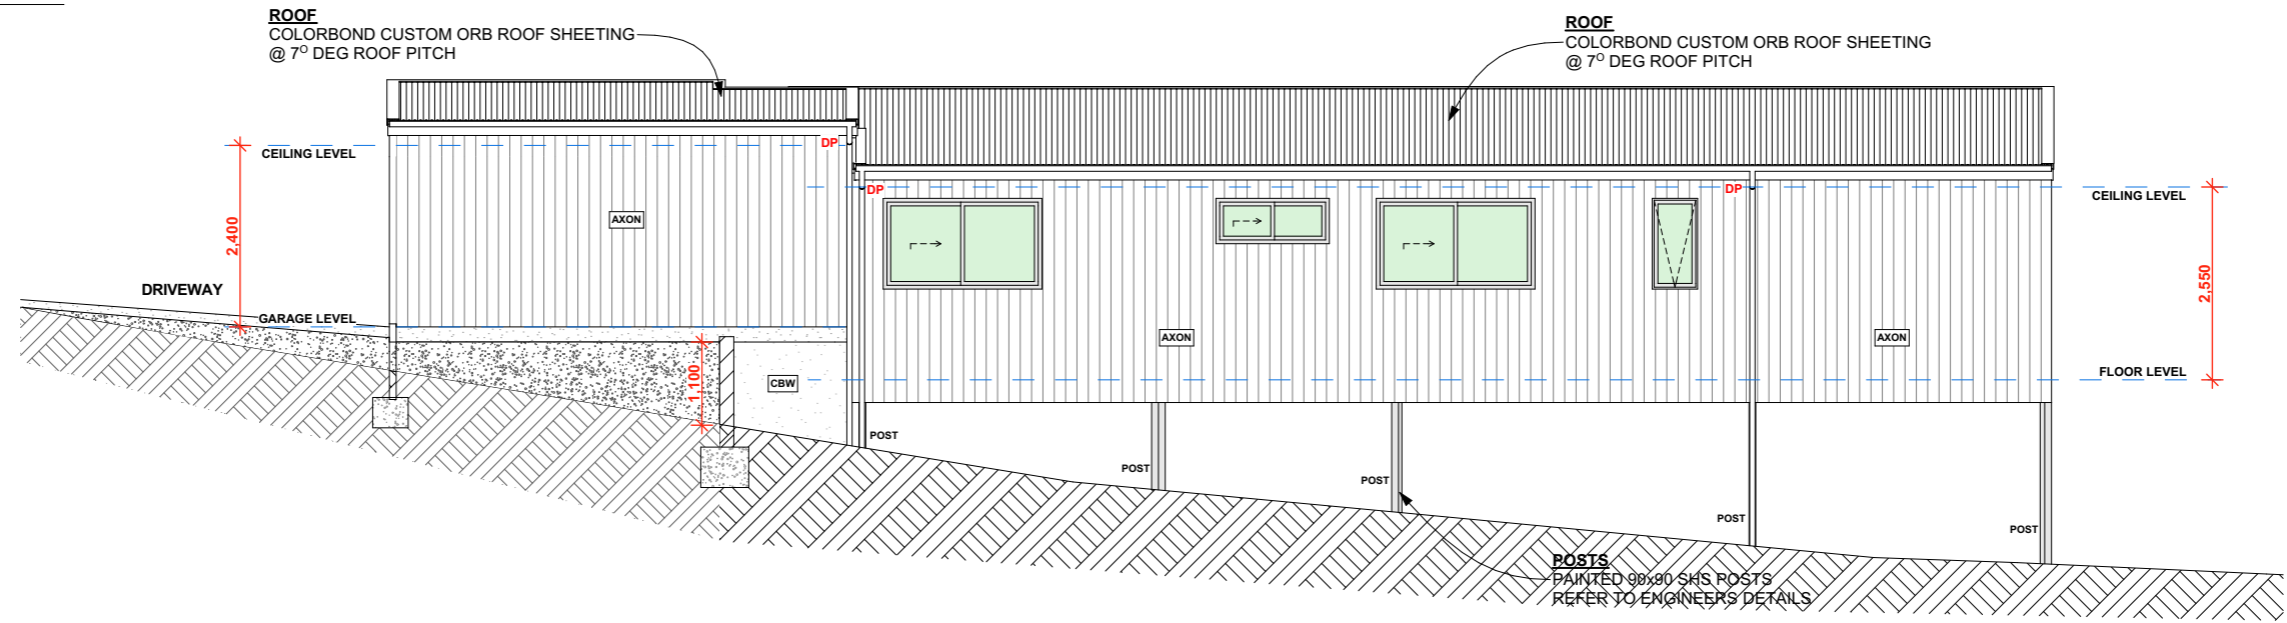 ROOF
COLORBOND CUSTOM ORB ROOF SHEETING
@ 7° DEG ROOF PITCH
ROOF
COLORBOND CUSTOM ORB ROOF SHEETING
@ 7° DEG ROOF PITCH
DP
CEILING LEVEL
DP
DP
CEILING LEVEL
AXON
2,400
DRIVEWAY
2,550
GARAGE LEVEL
AXON
AXON
1,100
CBW
FLOOR LEVEL
POST
POST
POST
POST
POST
POSTS
PAINTED 90x90 SHS POSTS
REFER TO ENGINEERS DETAILS